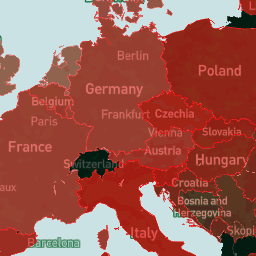 Berlin
Germany
Poland
Belgium
Paris
Frankfurt
Czechia
Vienna
Slovakia
France
Austria
Hungary
Switzerland
Croatia
aux
Bosnia and
Herzegovina
Skopj
Barcelona
Italy